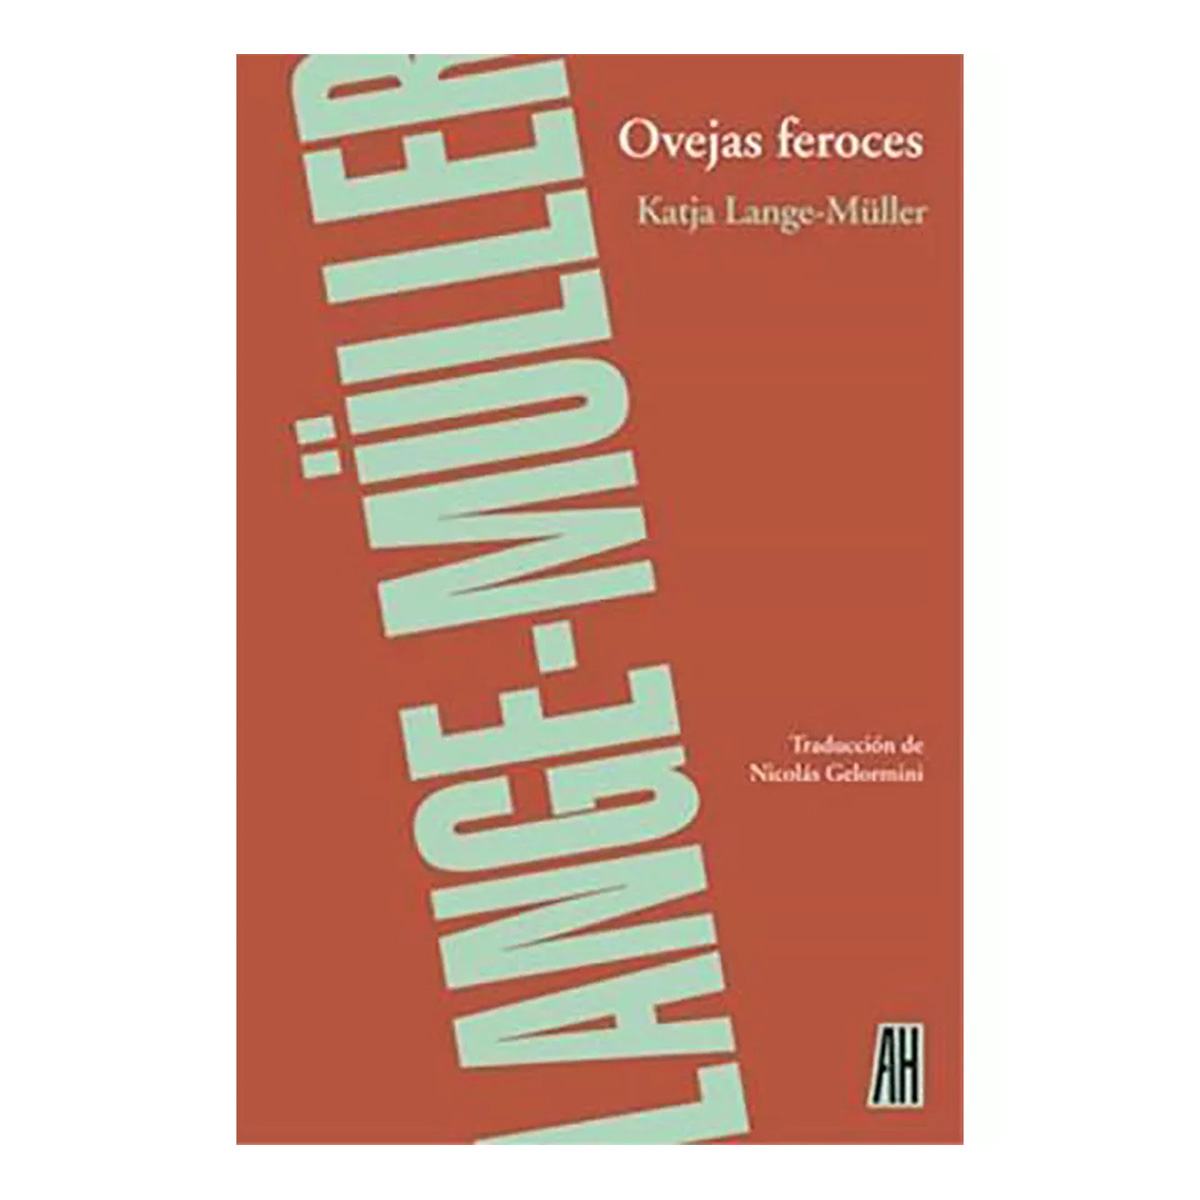 Ovejas feroces
Katja Lange-Müller
LANGE-MÜLLER
Traducción de
Nicolás Gelormini
AH